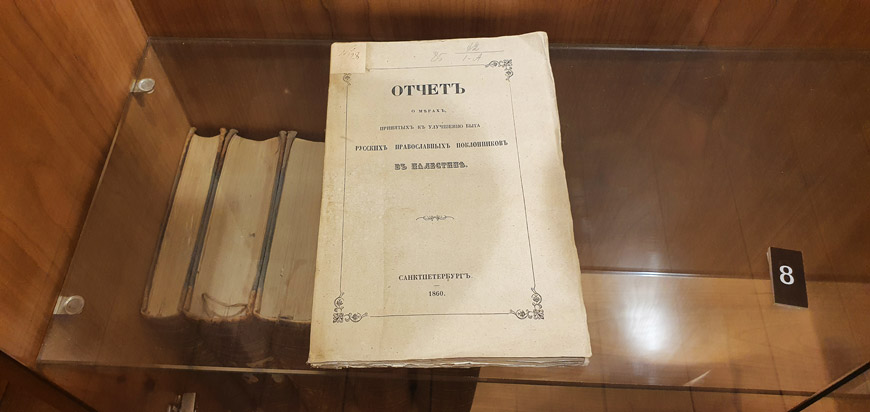 ОТЧЕТЪ
О МѢРАХЪ,
ПРИНЯТЫХЪ КЪ УЛУЧШЕНІЮ БЫТА
РУССКИХЪ ПРАВОСЛАВНЫХЪ ПОКЛОННИКОВЪ
ВЪ ПАЛЕСТИНѢ.
САНКТПЕТЕРБУРГЪ.
1860.
8